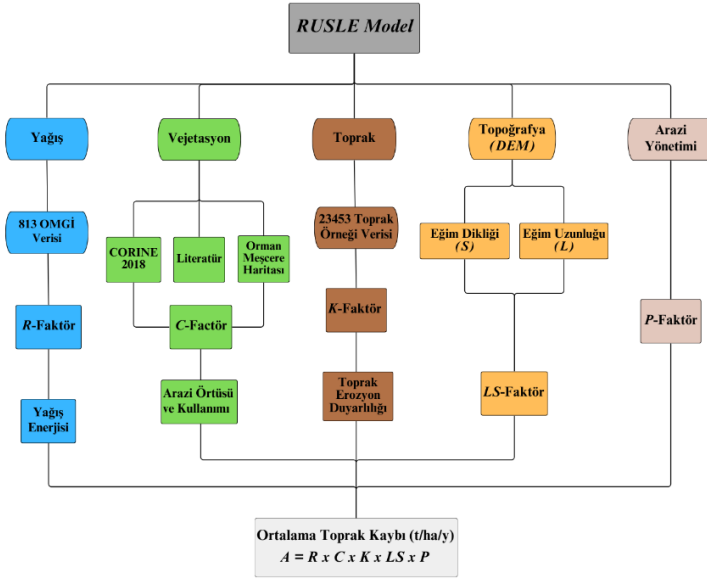 RUSLE Model
Yağış
Vejetasyon
Toprak
Topoğrafya
(DEM)
Arazi
Yönetimi
813 OMGİ
Verisi
CORINE
2018
Literatür
Orman
Meşcere
Haritası
23453 Toprak
Örneği Verisi
Eğim Dikliği
(S)
Eğim Uzunluğu
(L)
R-Faktör
C-Factör
K-Faktör
P-Faktör
Yağış
Enerjisi
Arazi Örtüsü
ve Kullanımı
Toprak
Erozyon
Duyarlılığı
LS-Faktör
Ortalama Toprak Kaybı (t/ha/y)
A = R x C x K x LS x P